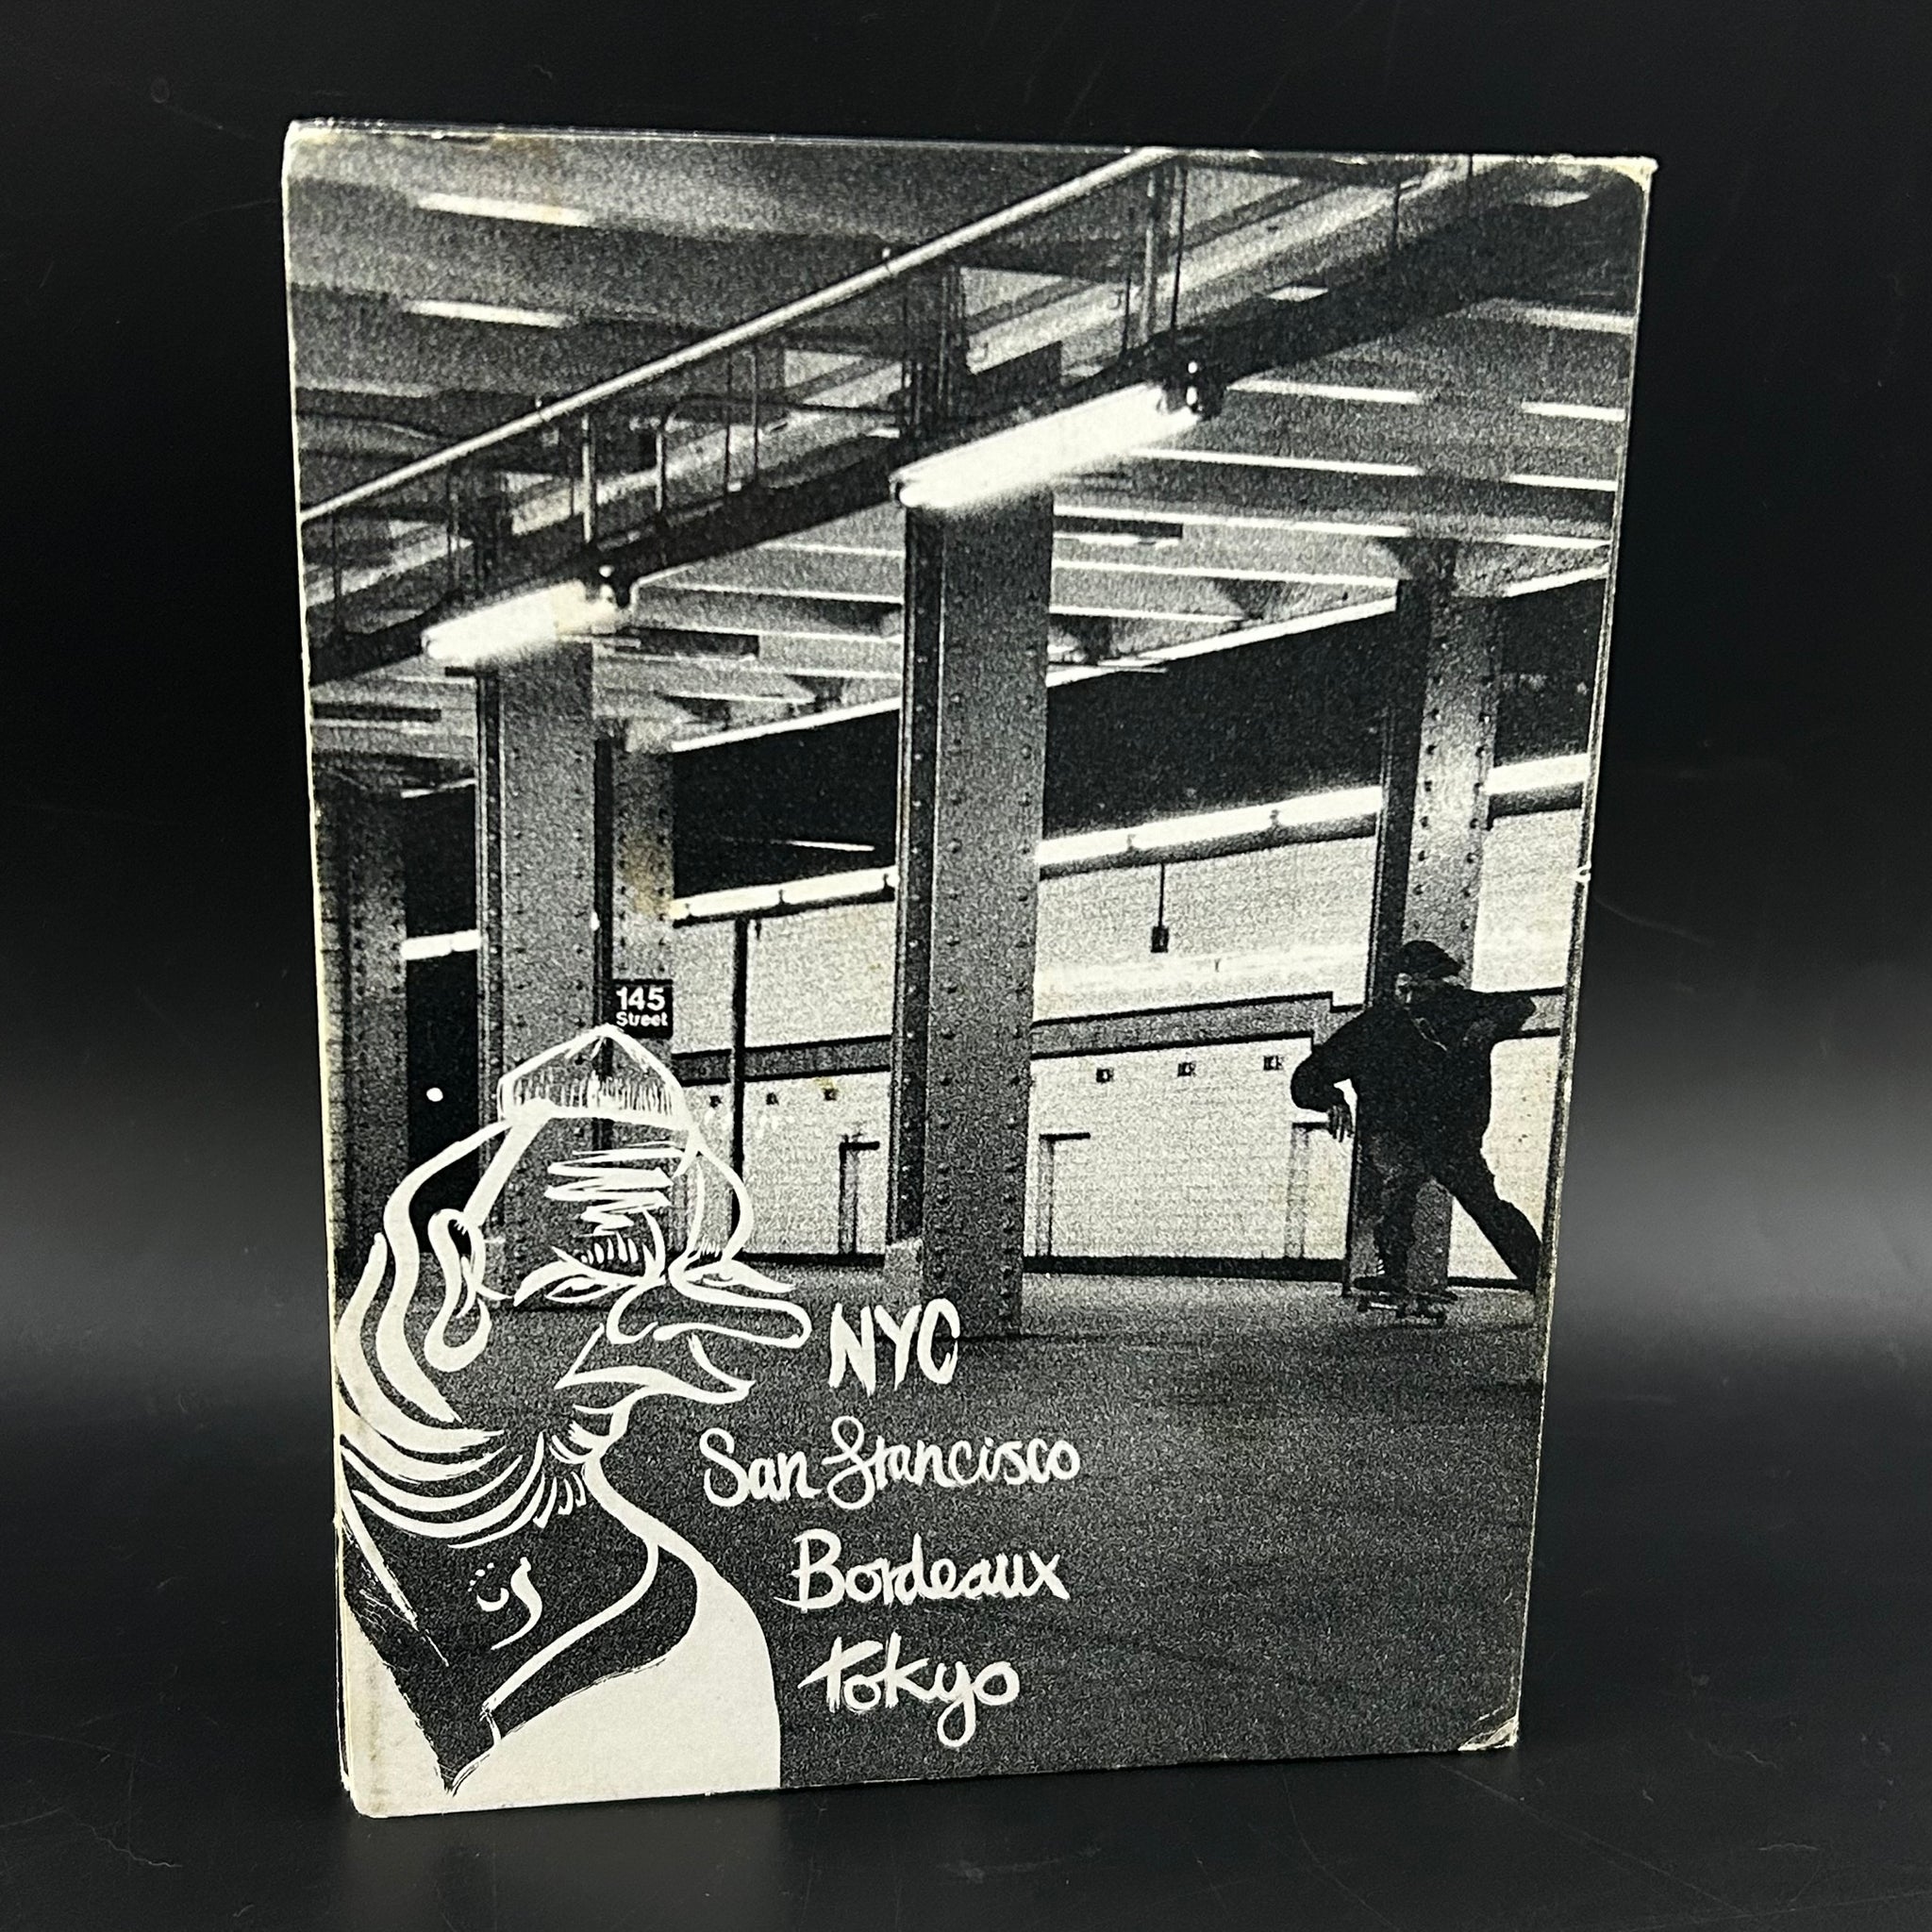 145
Street
NYC
San Francisco
Bordeaux
Tokyo